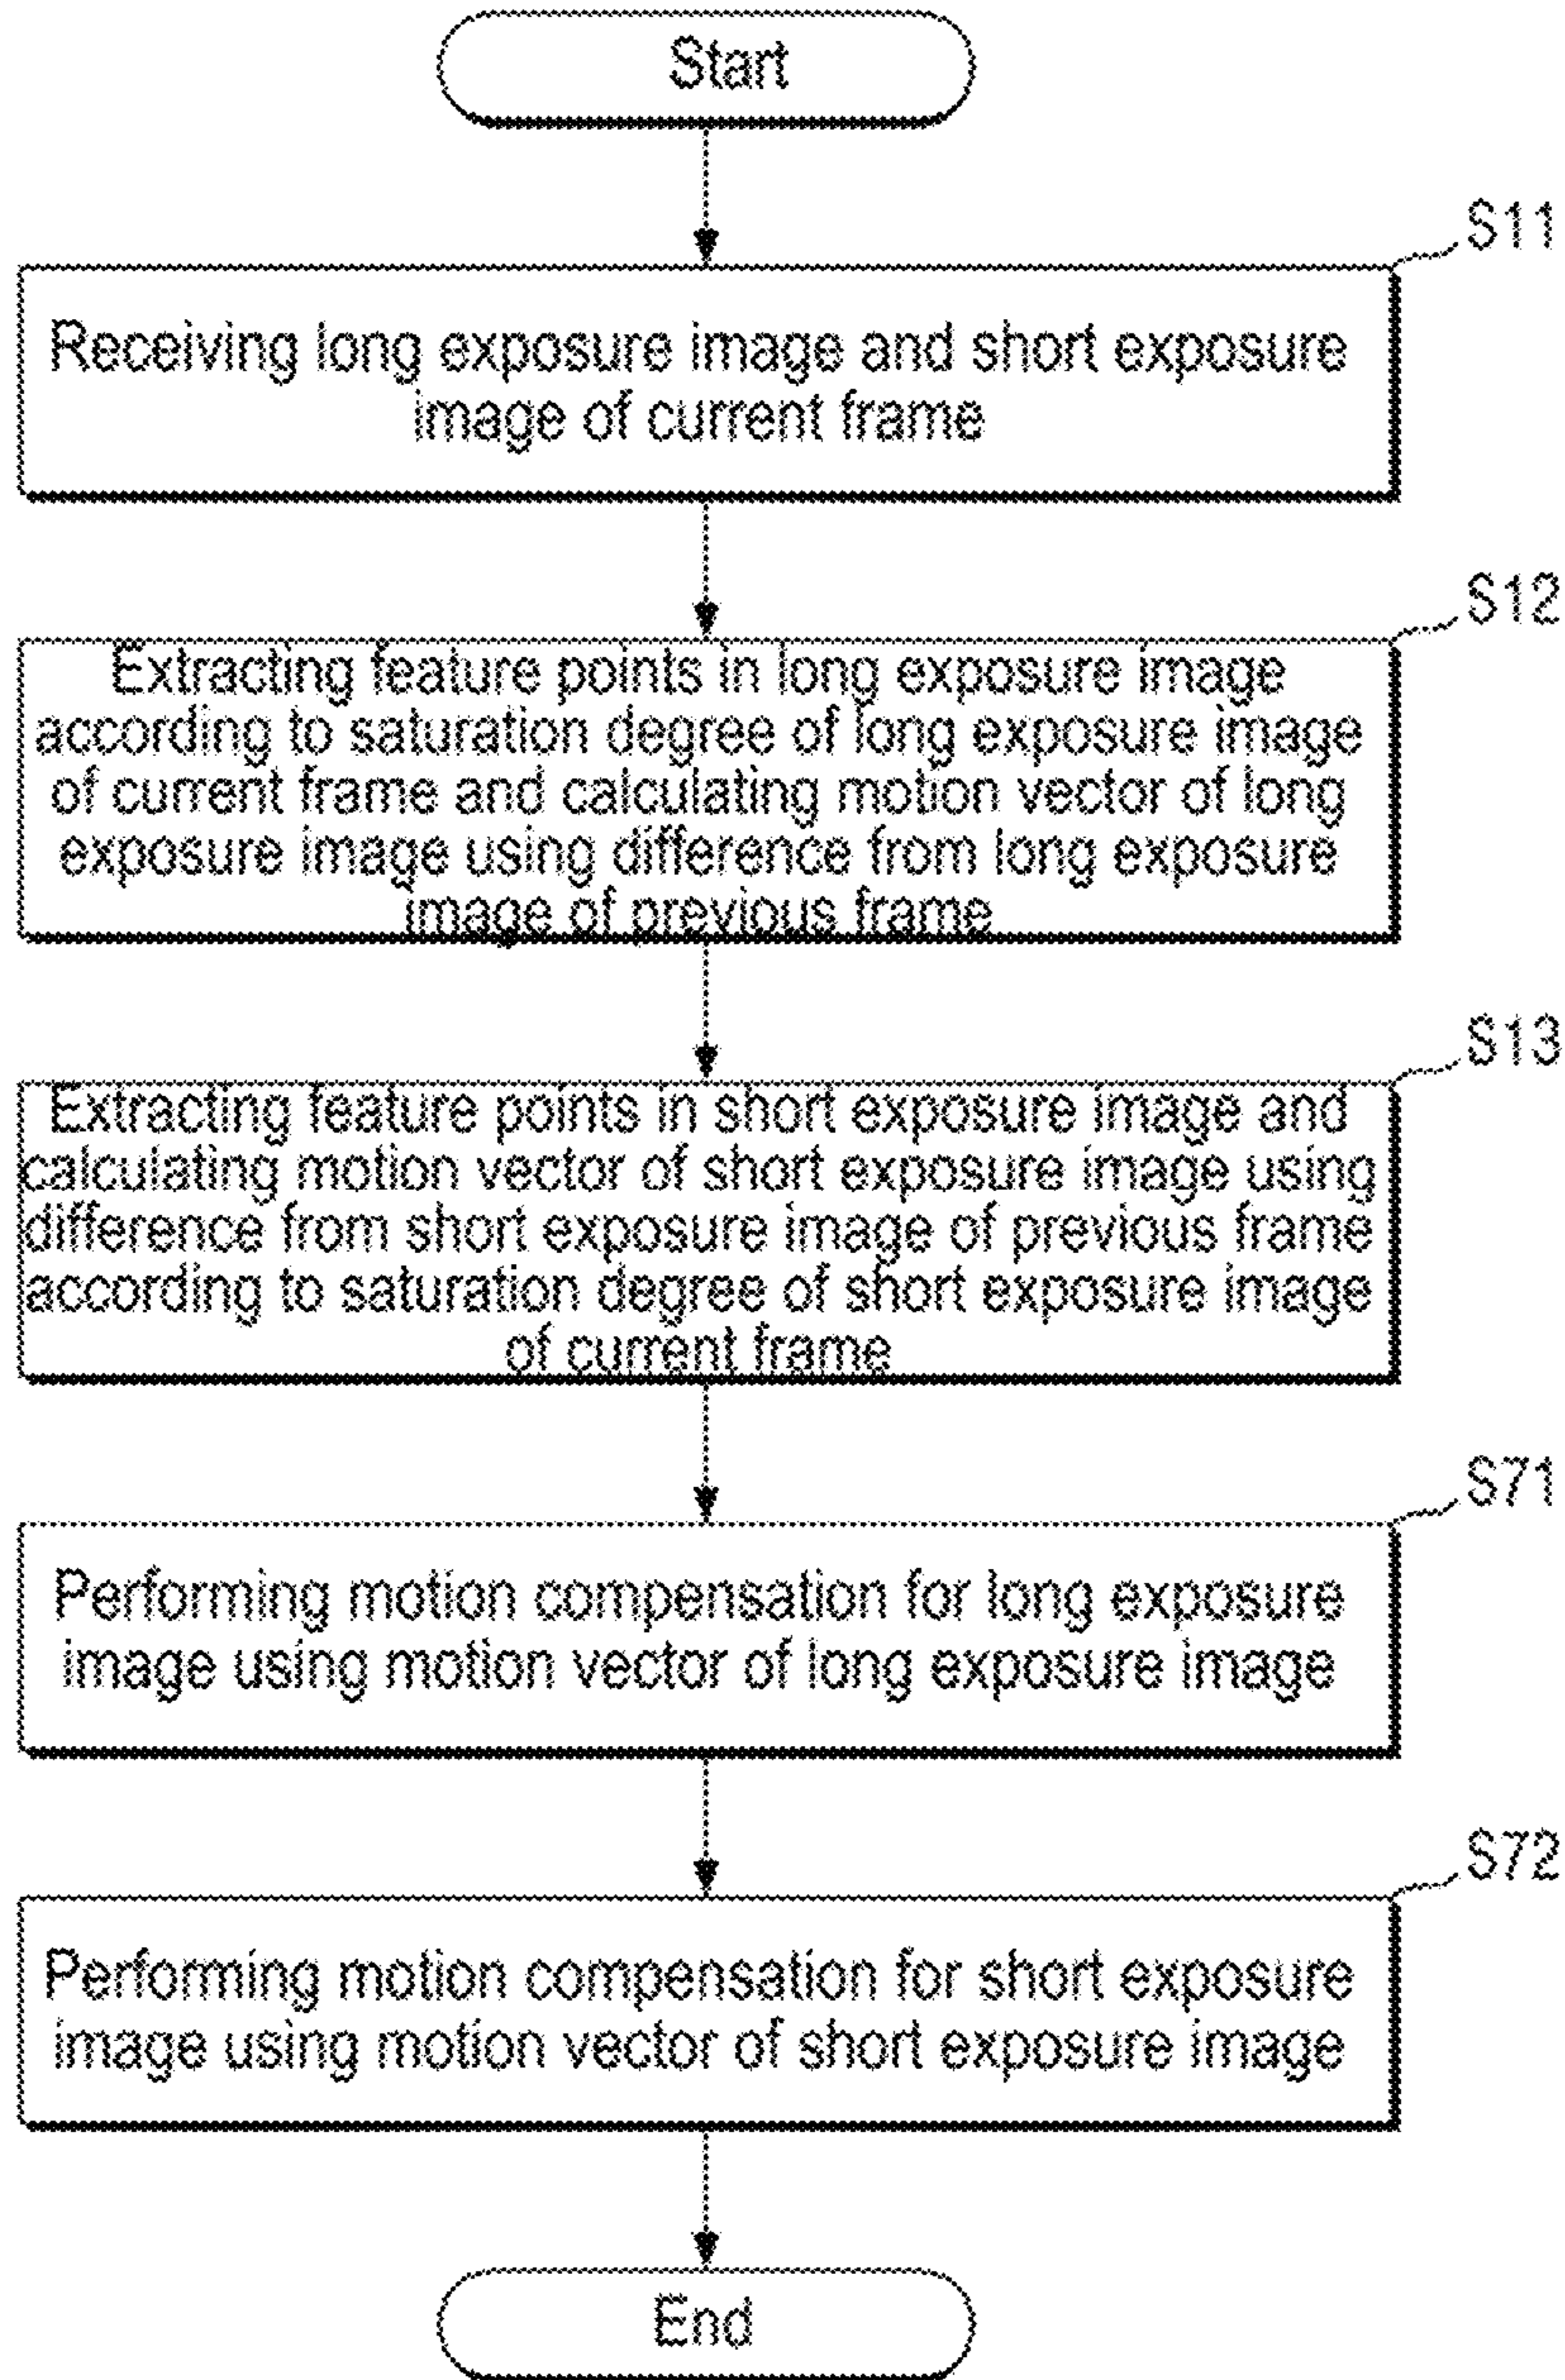 Start
S11
Receiving long exposure image and short exposure
image of current frame
S12
Extracting feature points in long exposure image
according to saturation degree of long exposure image
of current frame and calculating motion vector of long
exposure image using difference from long exposure
image of previous frame
S13
Extracting feature points in short exposure image and
calculating motion vector of short exposure image using
difference from short exposure image of previous frame
according to saturation degree of short exposure image
of current frame
S71
Performing motion compensation for long exposure
image using motion vector of long exposure image
S72
Performing motion compensation for short exposure
image using motion vector of short exposure image
End